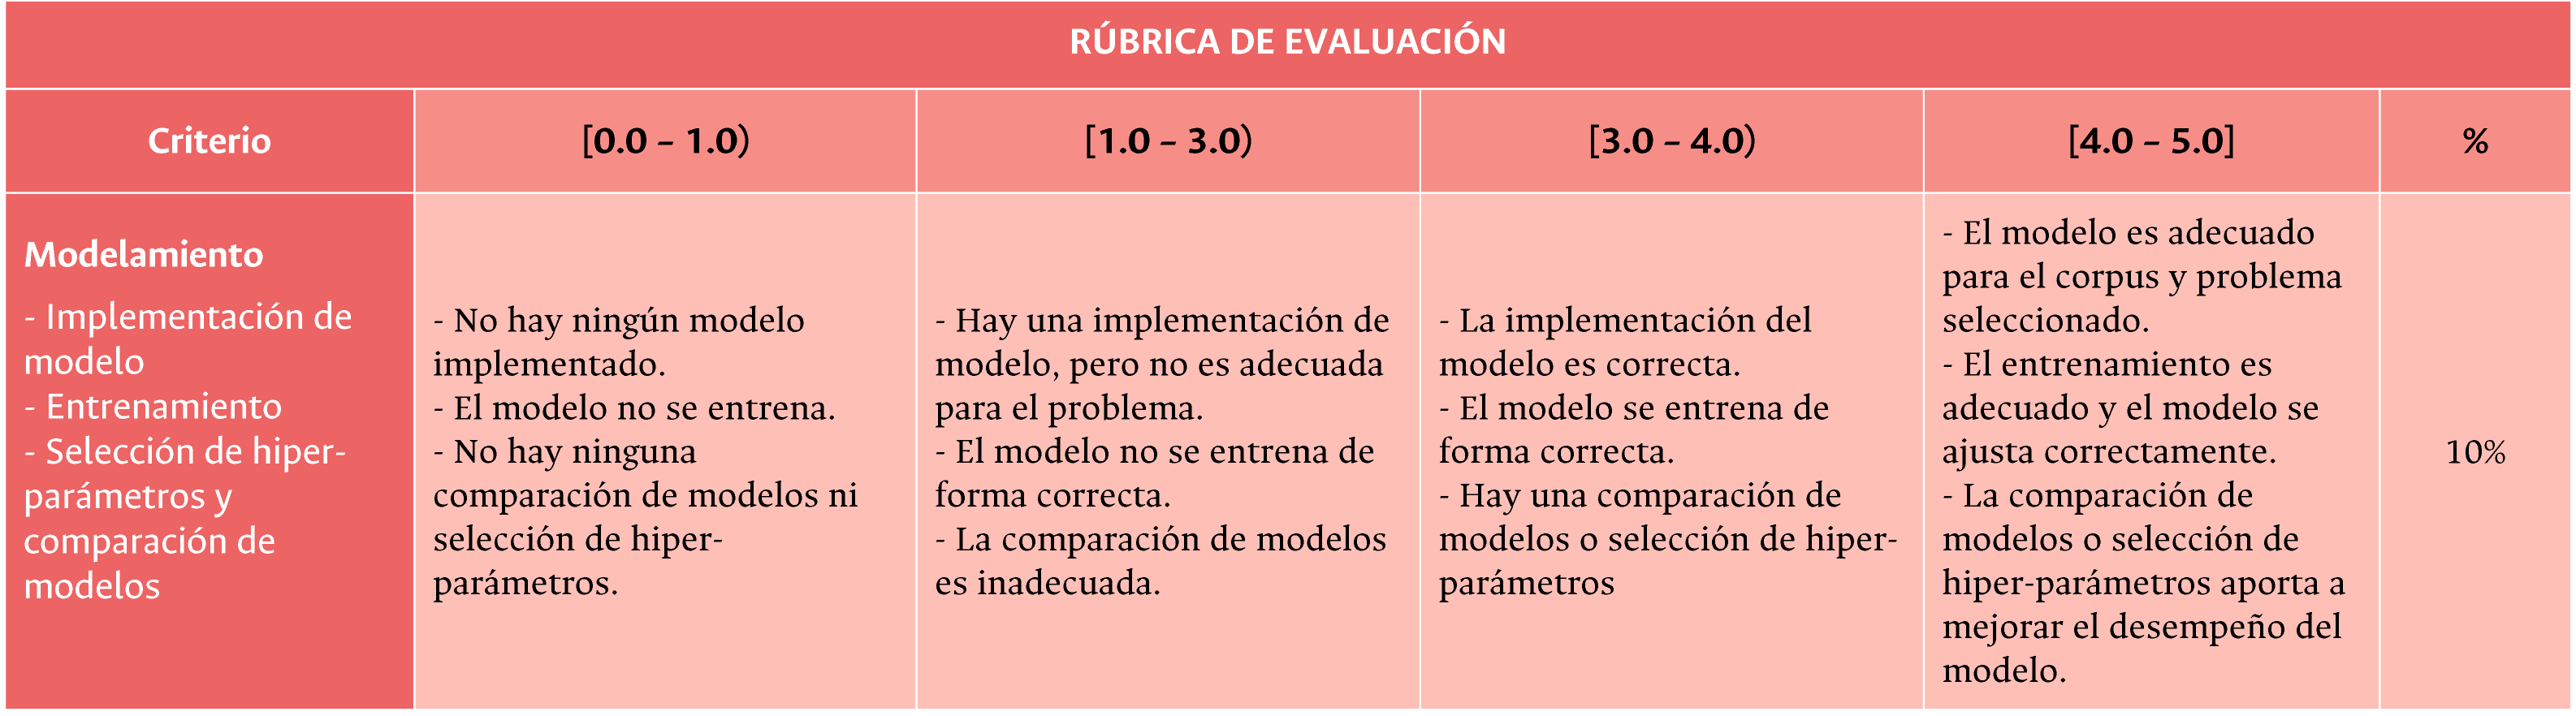 RÚBRICA DE EVALUACIÓN
Criterio
[0.0 – 1.0)
[1.0 – 3.0)
[3.0 – 4.0)
[4.0 – 5.0]
%
Modelamiento
- Implementación de
modelo
- Entrenamiento
- Selección de hiper-
parámetros y
comparación de
modelos
- No hay ningún modelo
implementado.
- El modelo no se entrena.
- No hay ninguna
comparación de modelos ni
selección de hiper-
parámetros.
- Hay una implementación de
modelo, pero no es adecuada
para el problema.
- El modelo no se entrena de
forma correcta.
- La comparación de modelos
es inadecuada.
- La implementación del
modelo es correcta.
- El modelo se entrena de
forma correcta.
- Hay una comparación de
modelos o selección de hiper-
parámetros
- El modelo es adecuado
para el corpus y problema
seleccionado.
- El entrenamiento es
adecuado y el modelo se
ajusta correctamente.
- La comparación de
modelos o selección de
hiper-parámetros aporta a
mejorar el desempeño del
modelo.
10%